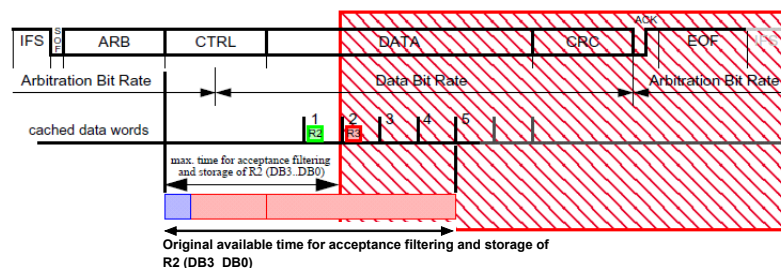 ACK
IFS SOF ARB CTRL DATA CRC EOF IFS
Arbitration Bit Rate Data Bit Rate Arbitration Bit Rate
1 2 3 4 5
cached data words R2 R3
max. time for acceptance filtering
and storage of R2 (DB3..DB0)
Original available time for acceptance filtering and storage of
R2 (DB3 DB0)